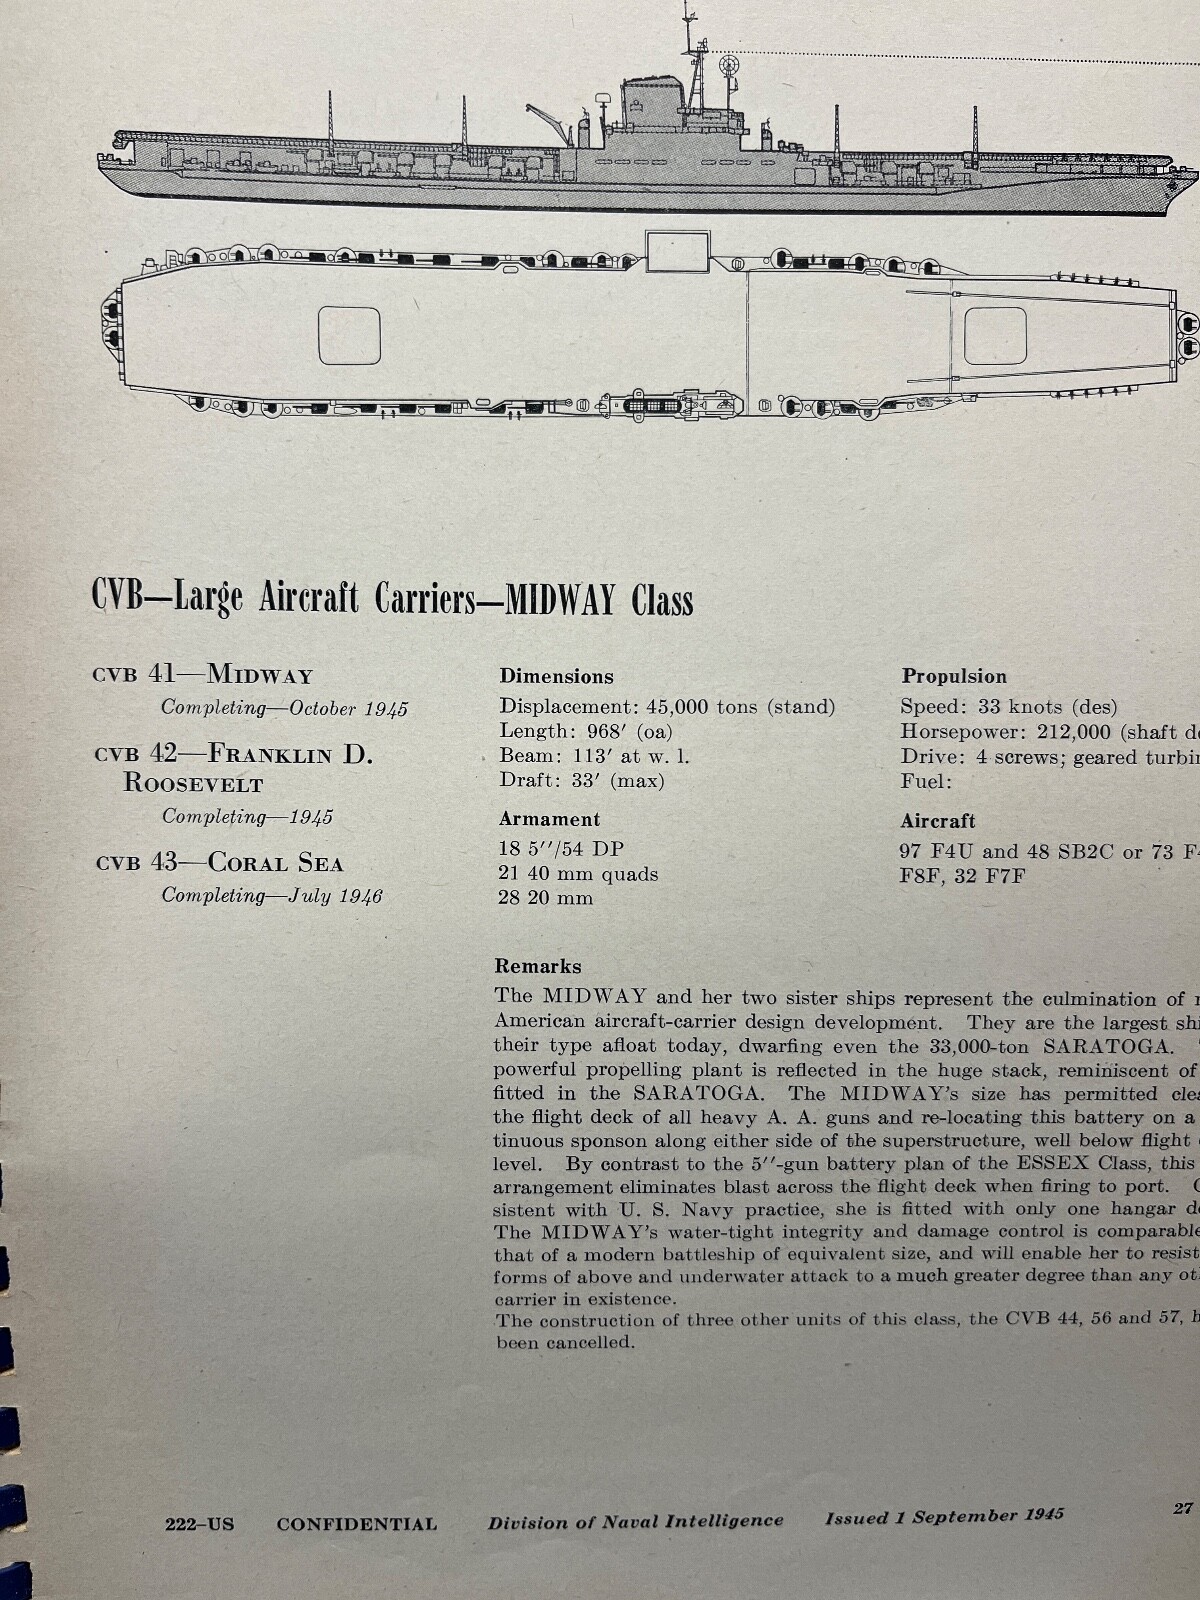 CVB—Large Aircraft Carriers—MIDWAY Class
CVB 41—MIDWAY
Completing—October 1945
CVB 42—FRANKLIN D.
ROOSEVELT
Completing—1945
CVB 43—CORAL SEA
Completing—July 1946
Dimensions
Displacement: 45,000 tons (stand)
Length: 968′ (oa)
Beam: 113′ at w. l.
Draft: 33′ (max)
Armament
18 5′′/54 DP
21 40 mm quads
28 20 mm
Propulsion
Speed: 33 knots (des)
Horsepower: 212,000 (shaft
Drive: 4 screws; geared
Fuel:
Aircraft
97 F4U and 48 SB2C or 73
F8F, 32 F7F
Remarks
The MIDWAY and her two sister ships represent the culmination of
American aircraft-carrier design development. They are the largest
their type afloat today, dwarfing even the 33,000-ton SARATOGA.
powerful propelling plant is reflected in the huge stack, reminiscent of
fitted in the SARATOGA. The MIDWAY's size has permitted
the flight deck of all heavy A. A. guns and re-locating this battery on a
tinuous sponson along either side of the superstructure, well below flight
level. By contrast to the 5′′-gun battery plan of the ESSEX Class, this
arrangement eliminates blast across the flight deck when firing to port.
sistent with U. S. Navy practice, she is fitted with only one hangar
The MIDWAY's water-tight integrity and damage control is comparable
that of a modern battleship of equivalent size, and will enable her to resist
forms of above and underwater attack to a much greater degree than any
carrier in existence.
The construction of three other units of this class, the CVB 44, 56 and 57,
been cancelled.
222–US CONFIDENTIAL Division of Naval Intelligence Issued 1 September 1945 27